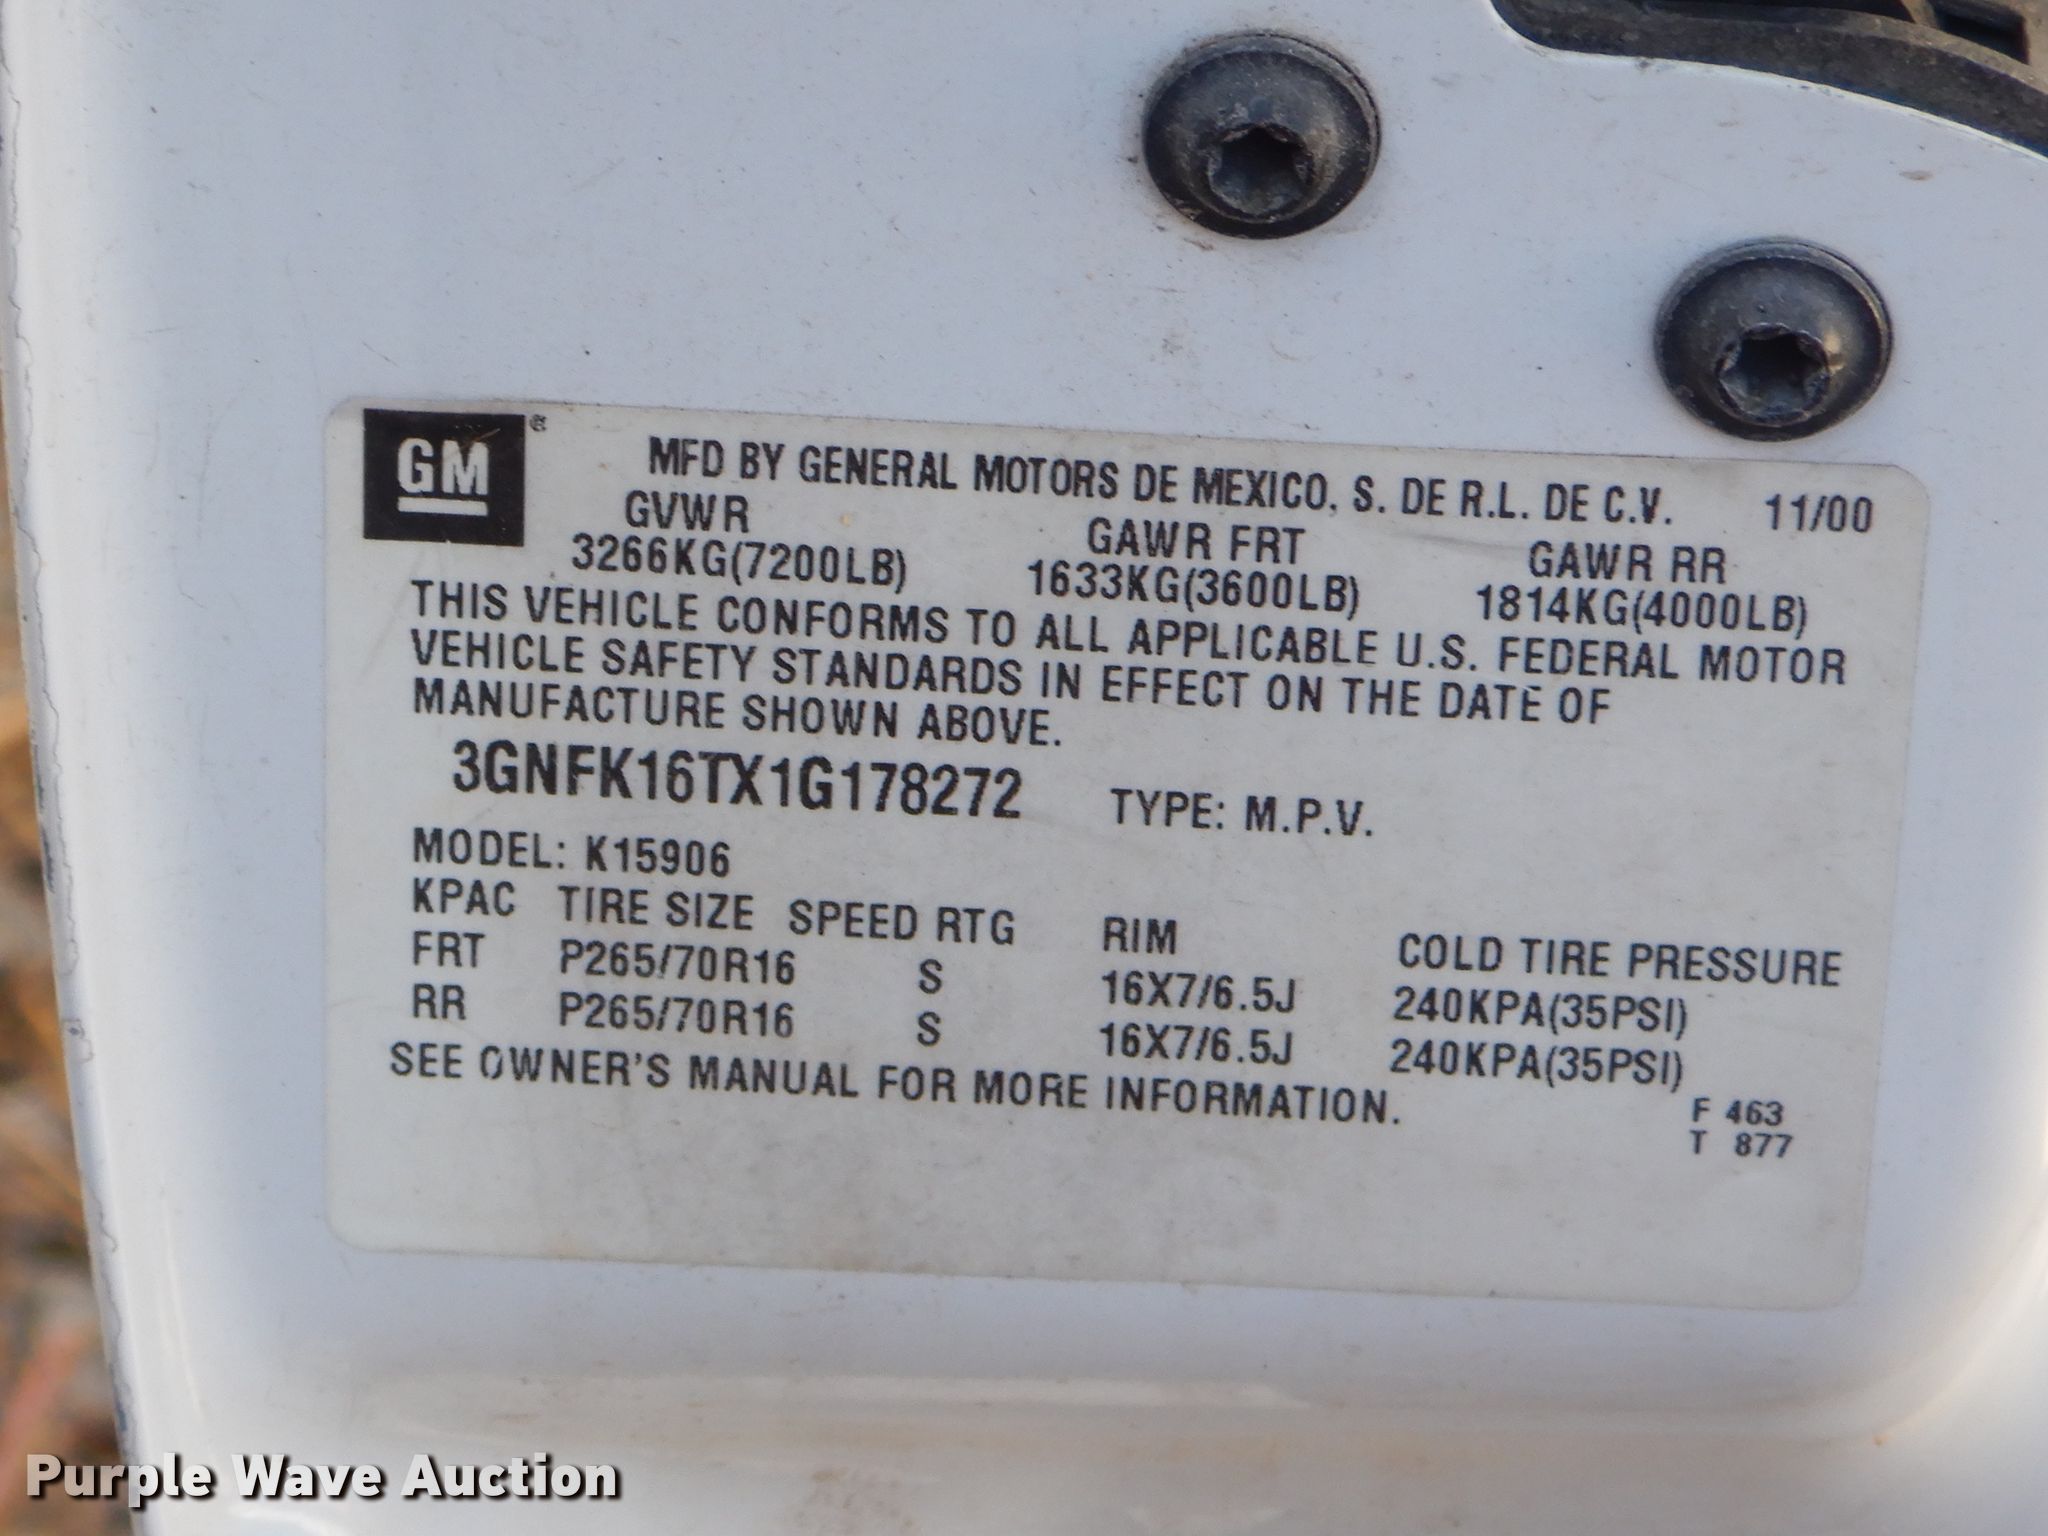 GM®
MFD BY GENERAL MOTORS DE MEXICO, S. DE R.L. DE C.V. 11/00
GVWR GAWR FRT GAWR RR
3266KG(7200LB) 1633KG(3600LB) 1814KG(4000LB)
THIS VEHICLE CONFORMS TO ALL APPLICABLE U.S. FEDERAL MOTOR
VEHICLE SAFETY STANDARDS IN EFFECT ON THE DATE OF
MANUFACTURE SHOWN ABOVE.
3GNFK16TX1G178272 TYPE: M.P.V.
MODEL: K15906
KPAC TIRE SIZE SPEED RTG RIM COLD TIRE PRESSURE
FRT P265/70R16 S 16X7/6.5J 240KPA(35PSI)
RR P265/70R16 S 16X7/6.5J 240KPA(35PSI)
SEE OWNER'S MANUAL FOR MORE INFORMATION.
F 463
T 877
Purple Wave Auction